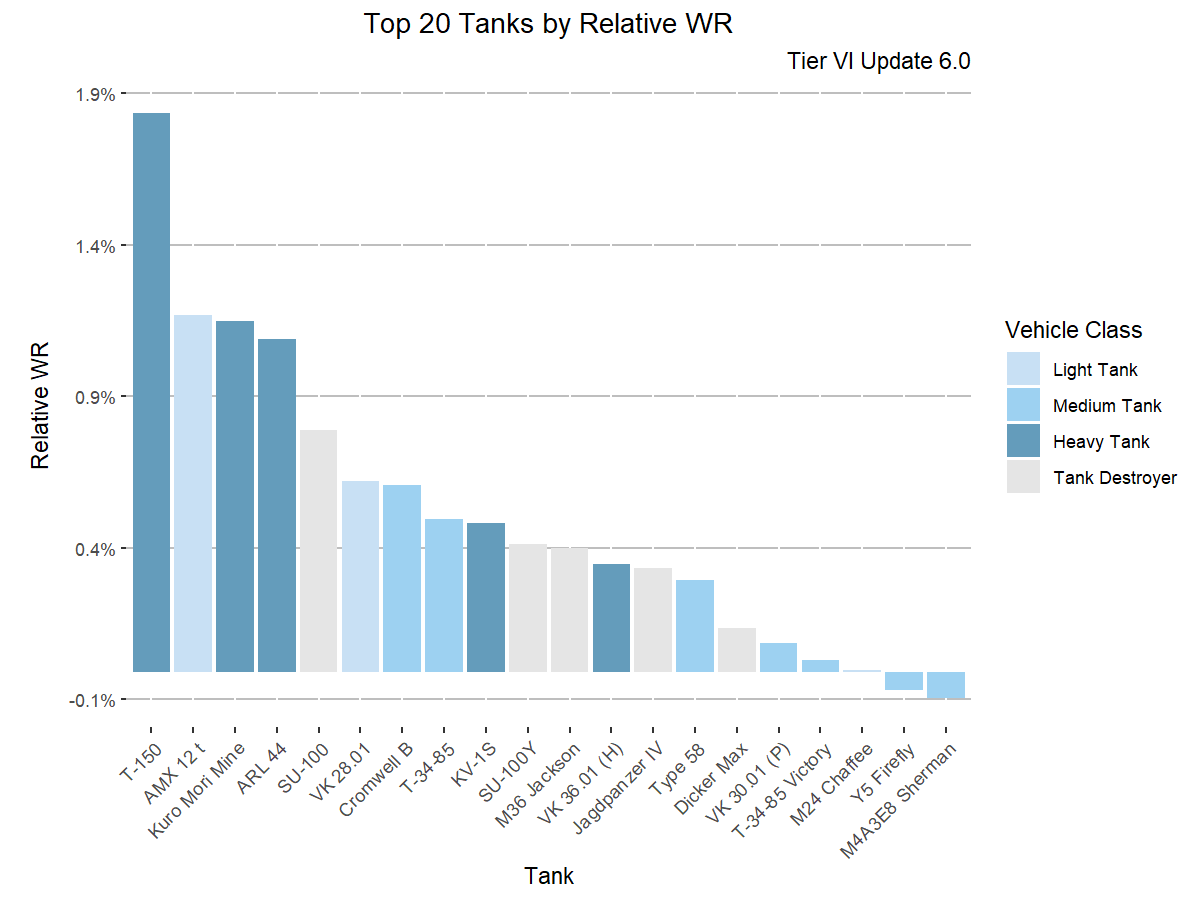 Top 20 Tanks by Relative WR
Tier VI Update 6.0
1.9%
1.4%
0.9%
0.4%
-0.1%
Relative WR
T-150
AMX 12 t
Kuro Mori Mine
ARL 44
SU-100
VK 28.01
Cromwell B
T-34-85
KV-1S
SU-100Y
M36 Jackson
VK 36.01 (H)
Jagdpanzer IV
Type 58
Dicker Max
VK 30.01 (P)
T-34-85 Victory
M24 Chaffee
Y5 Firefly
M4A3E8 Sherman
Tank
Vehicle Class
Light Tank
Medium Tank
Heavy Tank
Tank Destroyer